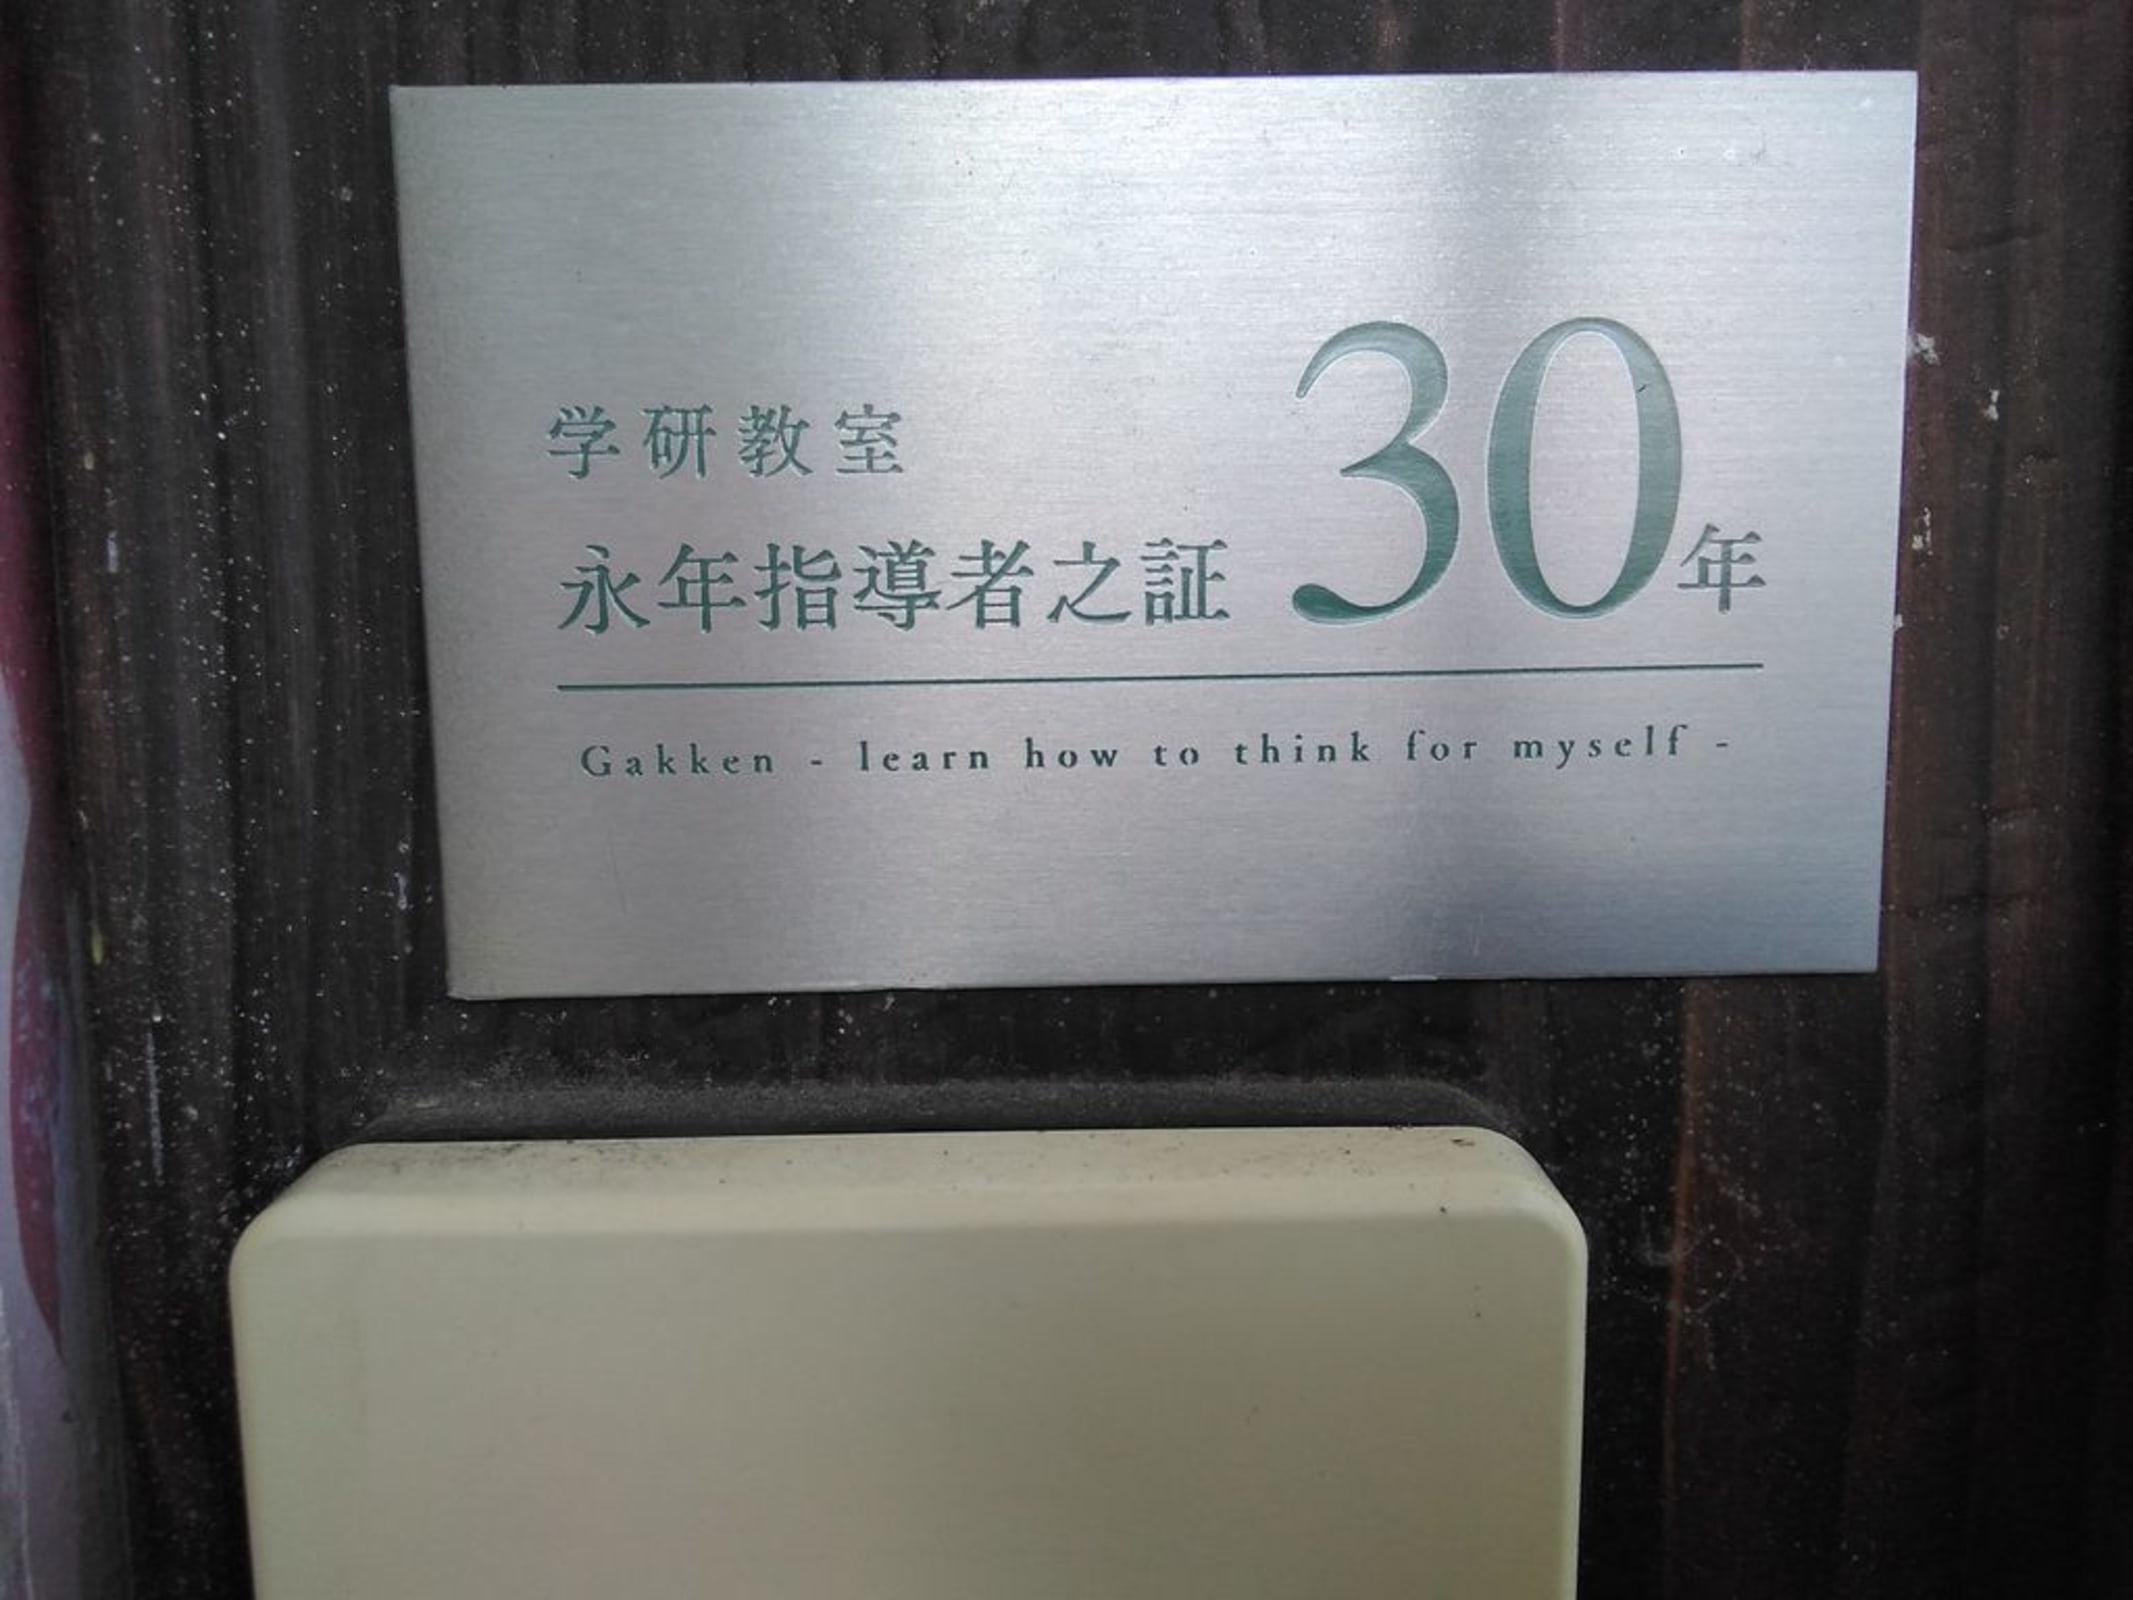 学研教室
永年指導者之証 30年
Gakken - learn how to think for myself -